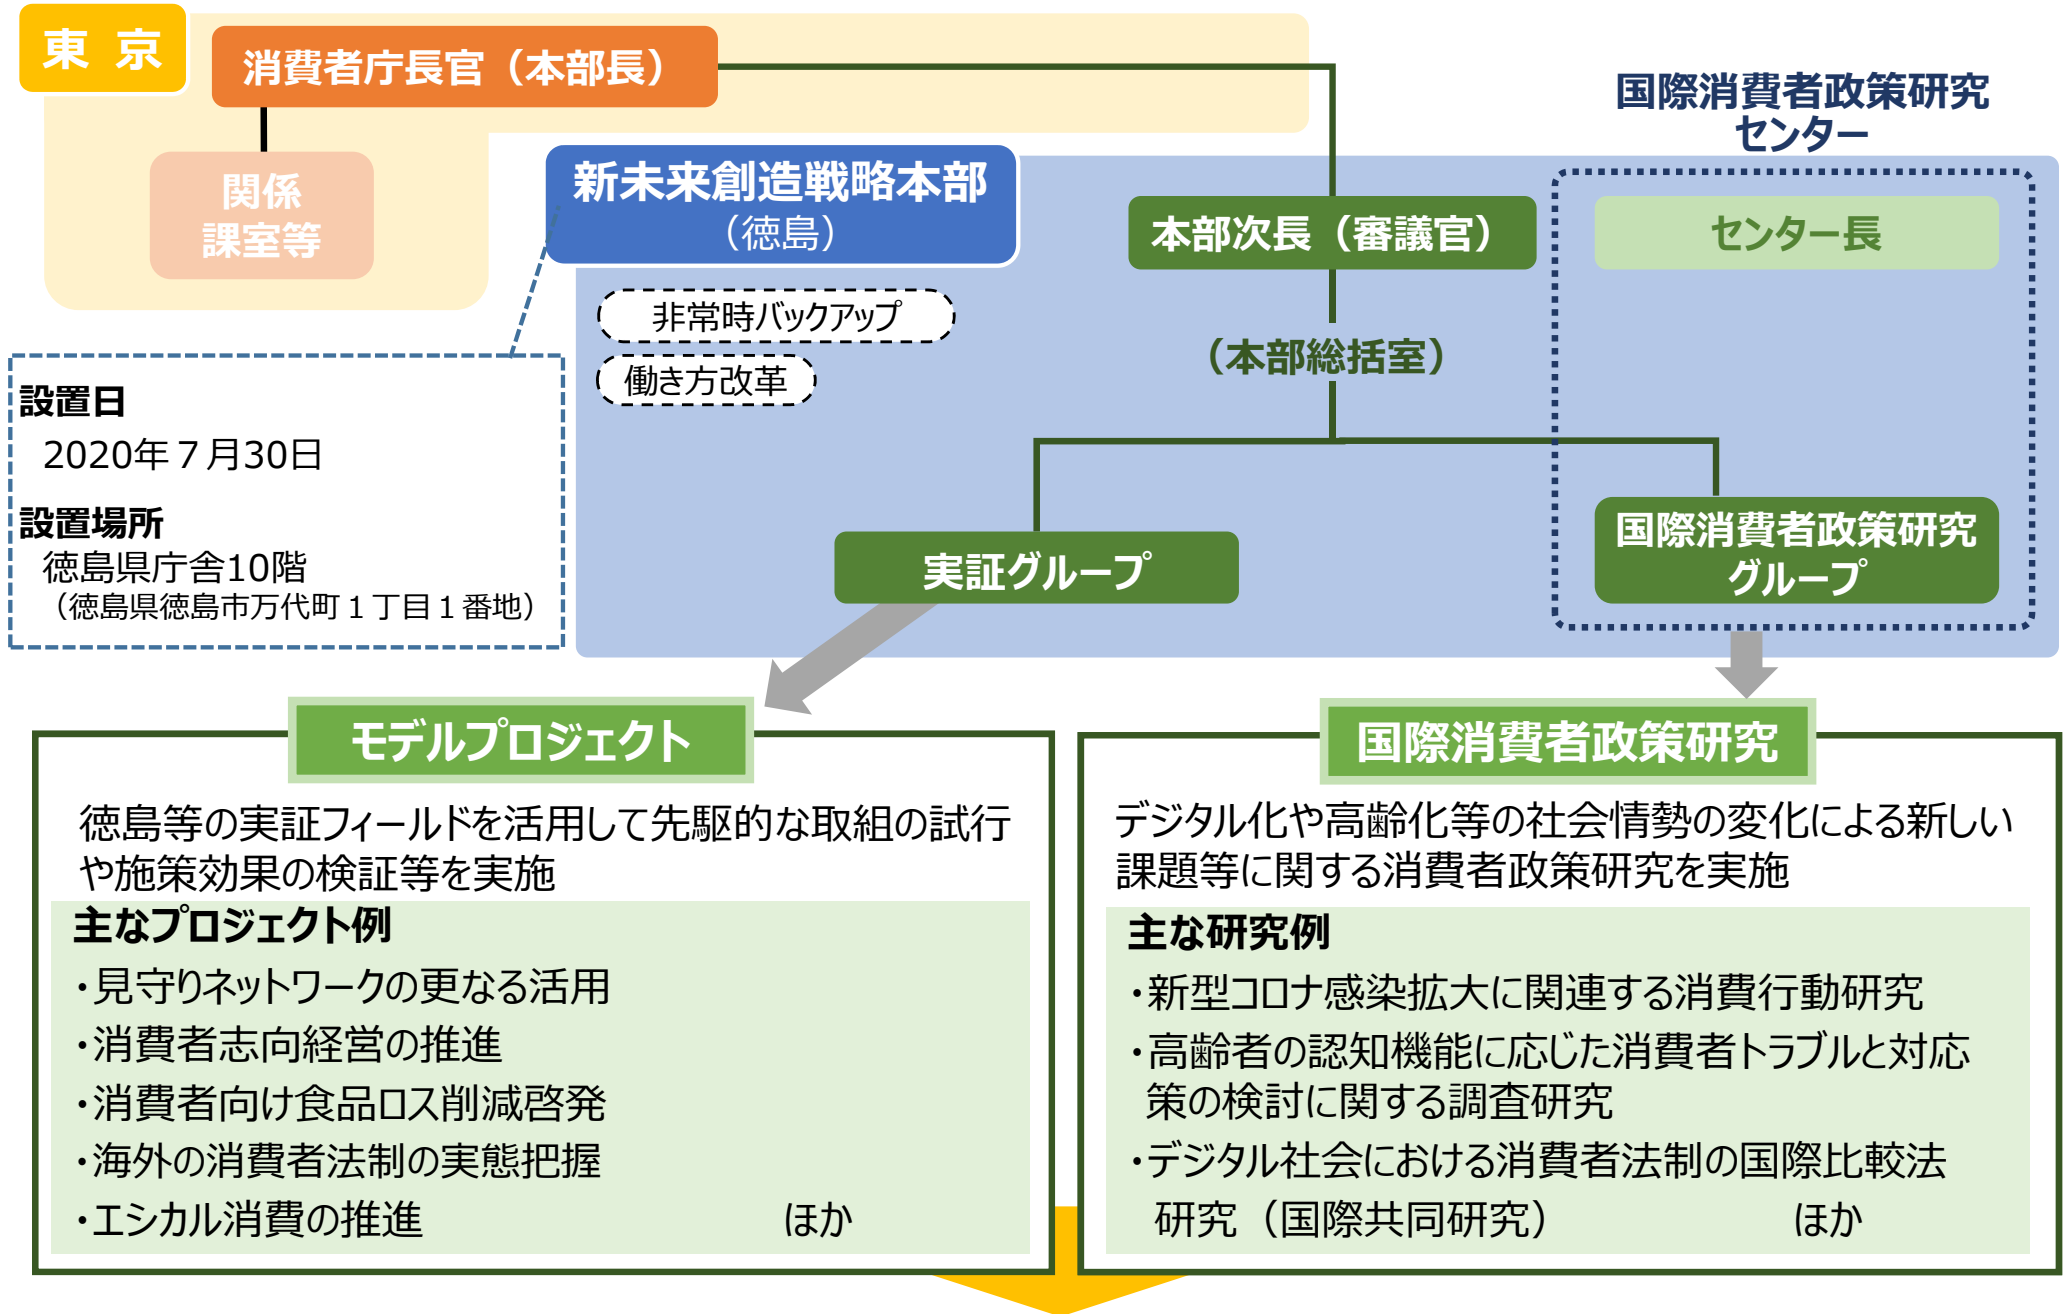 東 京
消費者庁長官（本部長）
関係
課室等
新未来創造戦略本部
（徳島）
非常時バックアップ
働き方改革
設置日
2020年７月30日
設置場所
徳島県庁舎10階
（徳島県徳島市万代町１丁目１番地）
本部次長（審議官）
（本部総括室）
国際消費者政策研究
センター
センター長
実証グループ
国際消費者政策研究
グループ
モデルプロジェクト
徳島等の実証フィールドを活用して先駆的な取組の試行
や施策効果の検証等を実施
主なプロジェクト例
・見守りネットワークの更なる活用
・消費者志向経営の推進
・消費者向け食品ロス削減啓発
・海外の消費者法制の実態把握
・エシカル消費の推進 ほか
国際消費者政策研究
デジタル化や高齢化等の社会情勢の変化による新しい
課題等に関する消費者政策研究を実施
主な研究例
・新型コロナ感染拡大に関連する消費行動研究
・高齢者の認知機能に応じた消費者トラブルと対応
策の検討に関する調査研究
・デジタル社会における消費者法制の国際比較法
研究（国際共同研究） ほか